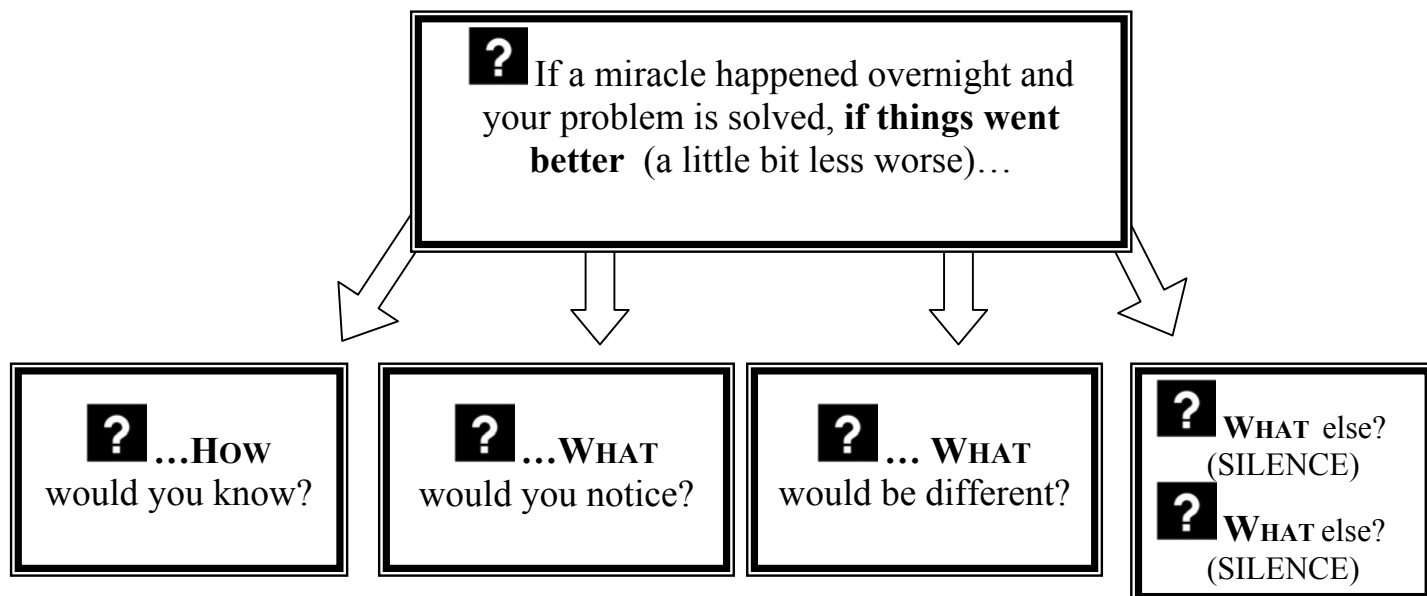 ? If a miracle happened overnight and
your problem is solved, if things went
better (a little bit less worse)…
? …HOW
would you know?
? …WHAT
would you notice?
? … WHAT
would be different?
? WHAT else?
(SILENCE)
? WHAT else?
(SILENCE)